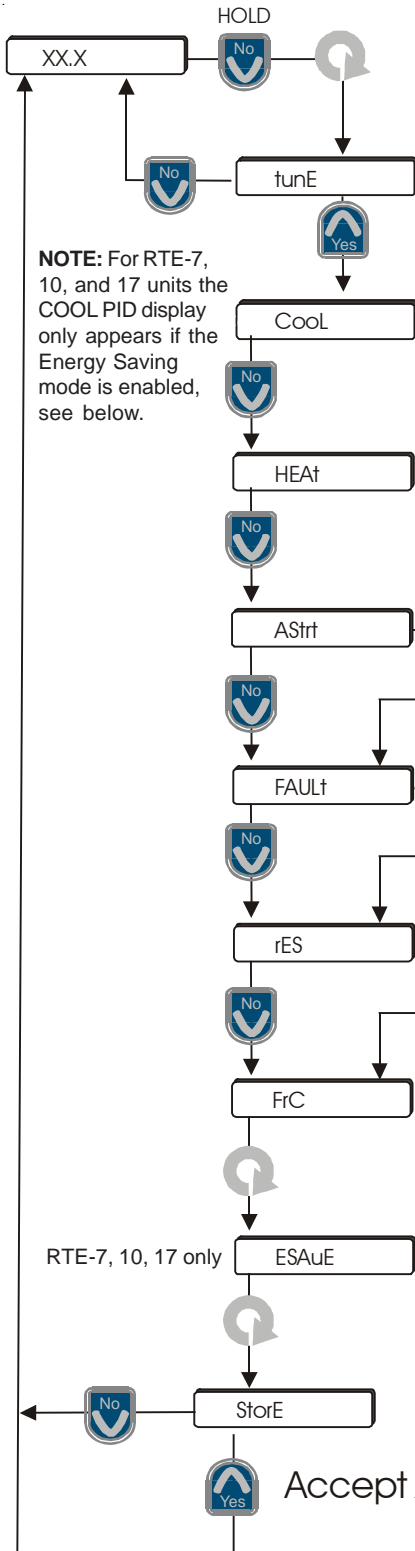 HOLD
XX.X
No
No
tunE
Yes
NOTE: For RTE-7,
10, and 17 units the
COOL PID display
only appears if the
Energy Saving
mode is enabled,
see below.
CooL
No
HEAt
No
AStrt
No
FAULt
No
rES
No
FrC
RTE-7, 10, 17 only
ESAuE
No
StorE
Yes
Accept